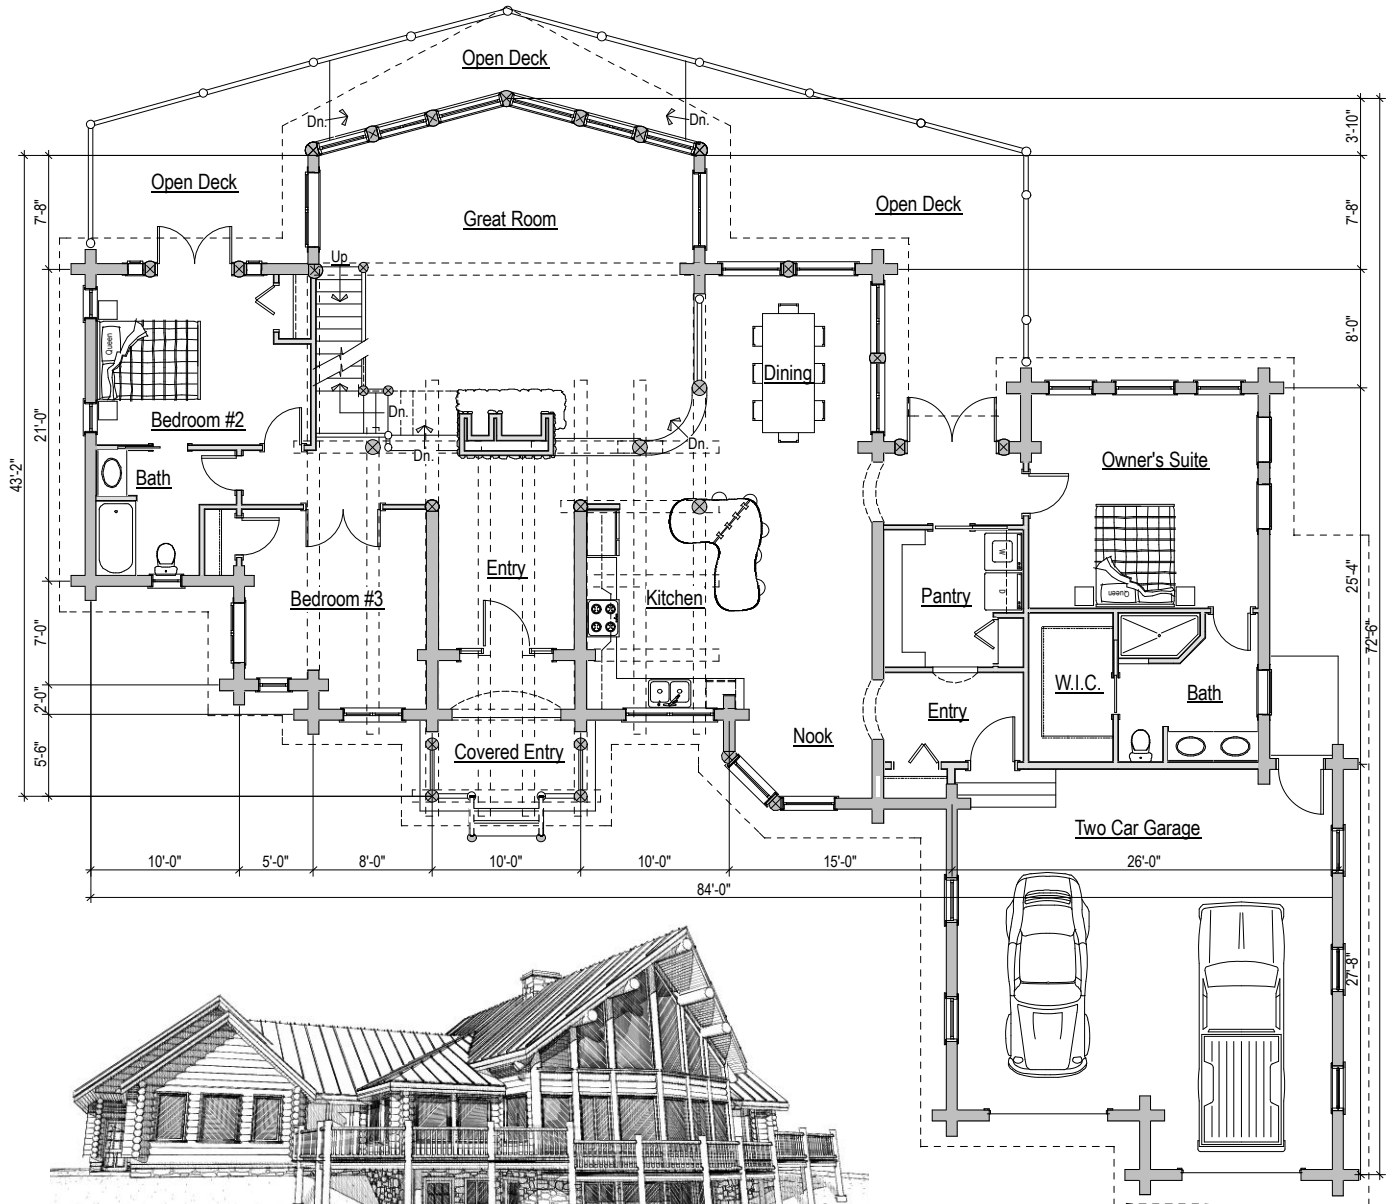 Open Deck
Dn.
Dn.
3'-10"
Open Deck
Great Room
Open Deck
7'-8"
7'-8"
Up
8'-0"
Queen
Dining
Bedroom #2
Dn.
Dn.
Dn.
21'-0"
43'-2"
Bath
Owner's Suite
W
D
Entry
Pantry
Queen
25'-4"
72'-6"
Bedroom #3
Kitchen
7'-0"
2'-0"
5'-6"
W.I.C.
Bath
Entry
Nook
Covered Entry
Two Car Garage
10'-0"
5'-0"
8'-0"
10'-0"
10'-0"
15'-0"
26'-0"
84'-0"
27'-8"